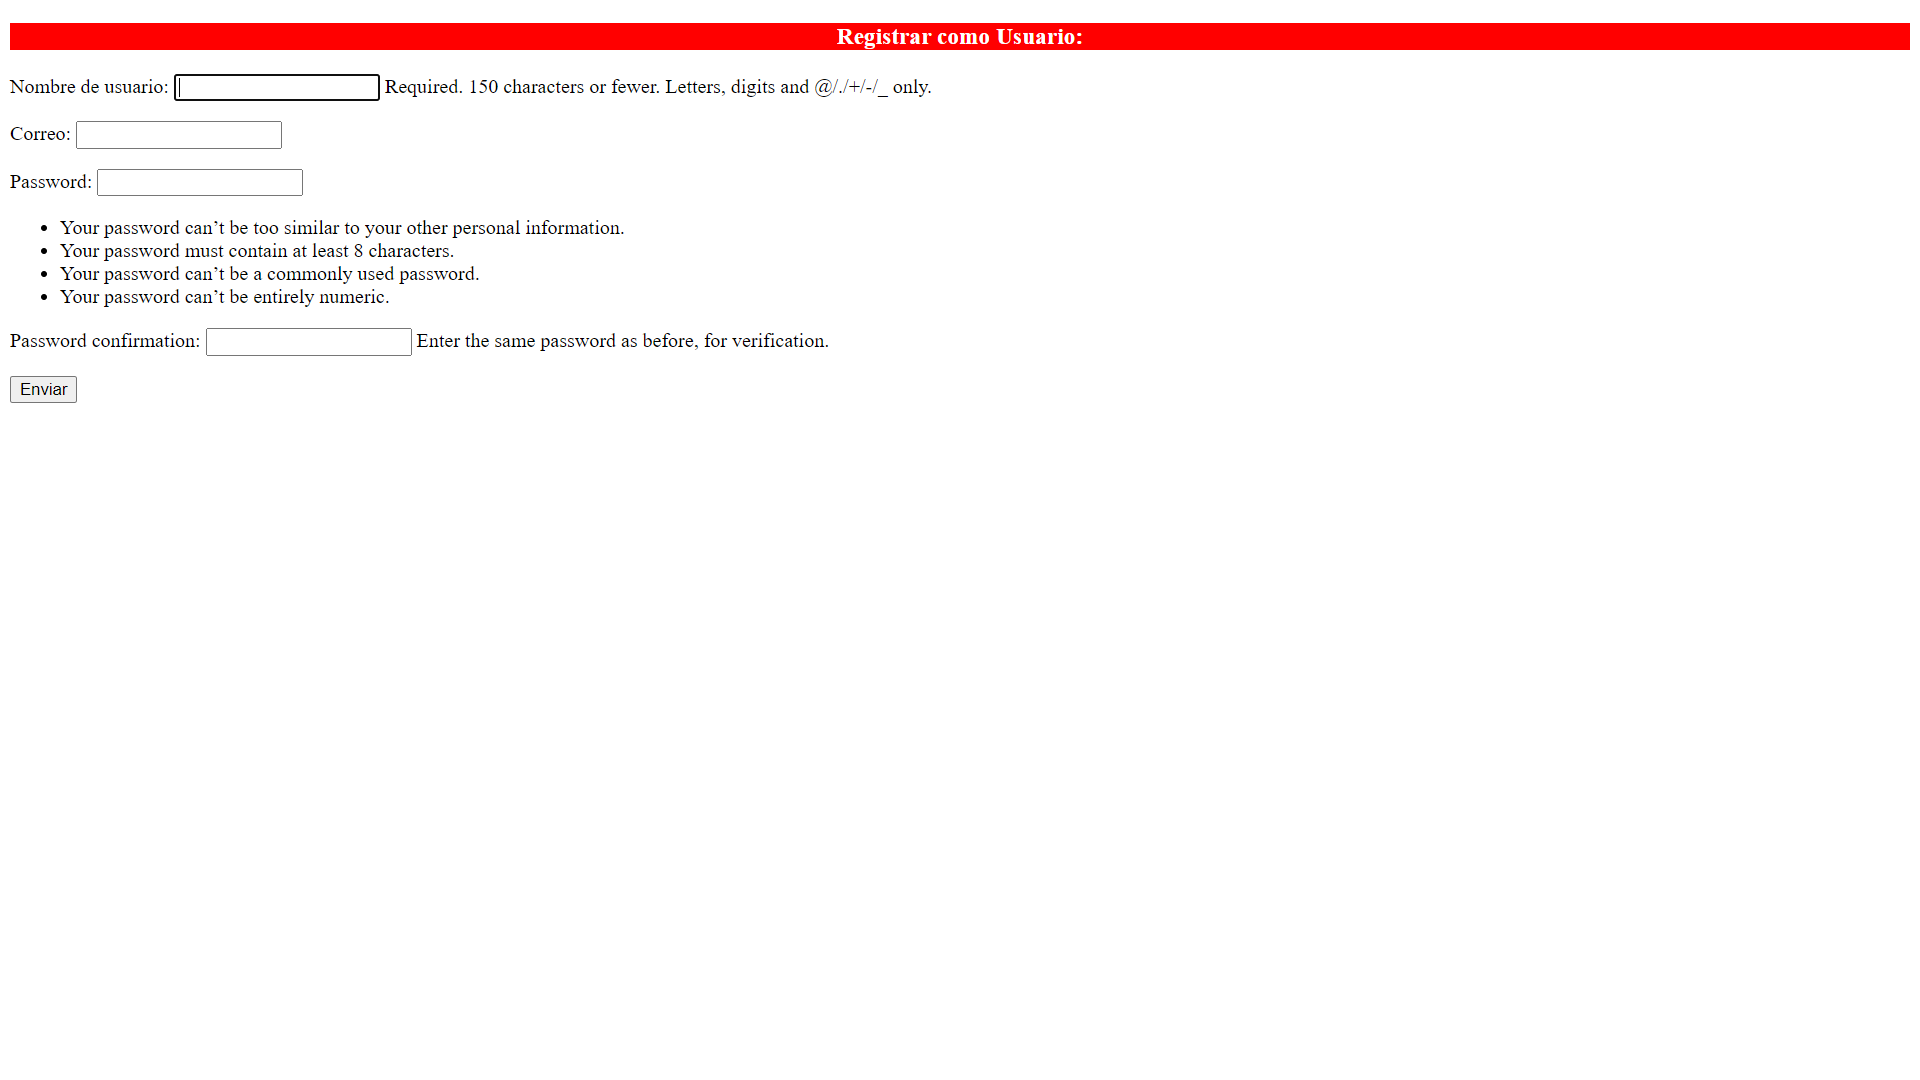 Registrar como Usuario:
Nombre de usuario: Required. 150 characters or fewer. Letters, digits and @/./+/-/_ only.
Correo:
Password:
• Your password can’t be too similar to your other personal information.
• Your password must contain at least 8 characters.
• Your password can’t be a commonly used password.
• Your password can’t be entirely numeric.
Password confirmation: Enter the same password as before, for verification.
Enviar